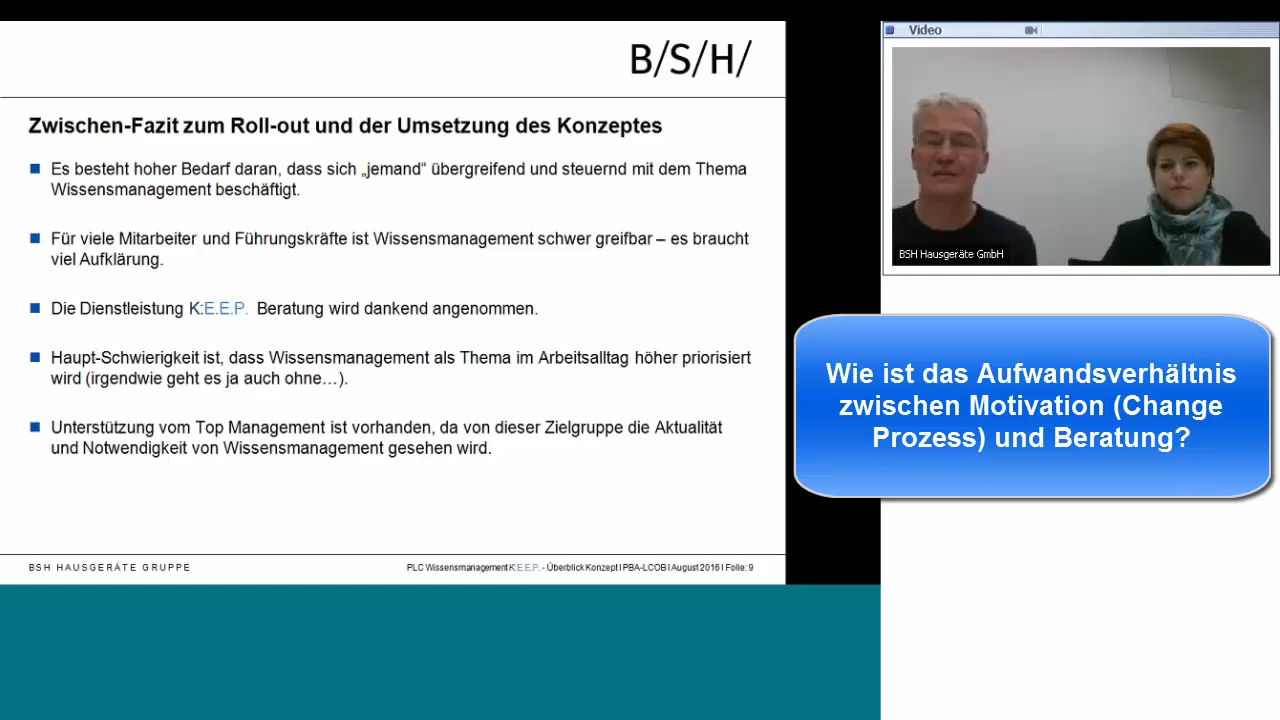 B/S/H/
Zwischen-Fazit zum Roll-out und der Umsetzung des Konzeptes
Es besteht hoher Bedarf daran, dass sich „jemand“ übergreifend und steuernd mit dem Thema
Wissensmanagement beschäftigt.
Für viele Mitarbeiter und Führungskräfte ist Wissensmanagement schwer greifbar – es braucht
viel Aufklärung.
Die Dienstleistung K:E.E.P. Beratung wird dankend angenommen.
Haupt-Schwierigkeit ist, dass Wissensmanagement als Thema im Arbeitsalltag höher priorisiert
wird (irgendwie geht es ja auch ohne…).
Unterstützung vom Top Management ist vorhanden, da von dieser Zielgruppe die Aktualität
und Notwendigkeit von Wissensmanagement gesehen wird.
BSH HAUSGERÄTE GRUPPE
PLC Wissensmanagement K:E.E.P. - Überblick Konzept I PBA-LCOB I August 2016 I Folie: 9
Video
BSH Hausgeräte GmbH
Wie ist das Aufwandsverhältnis
zwischen Motivation (Change
Prozess) und Beratung?